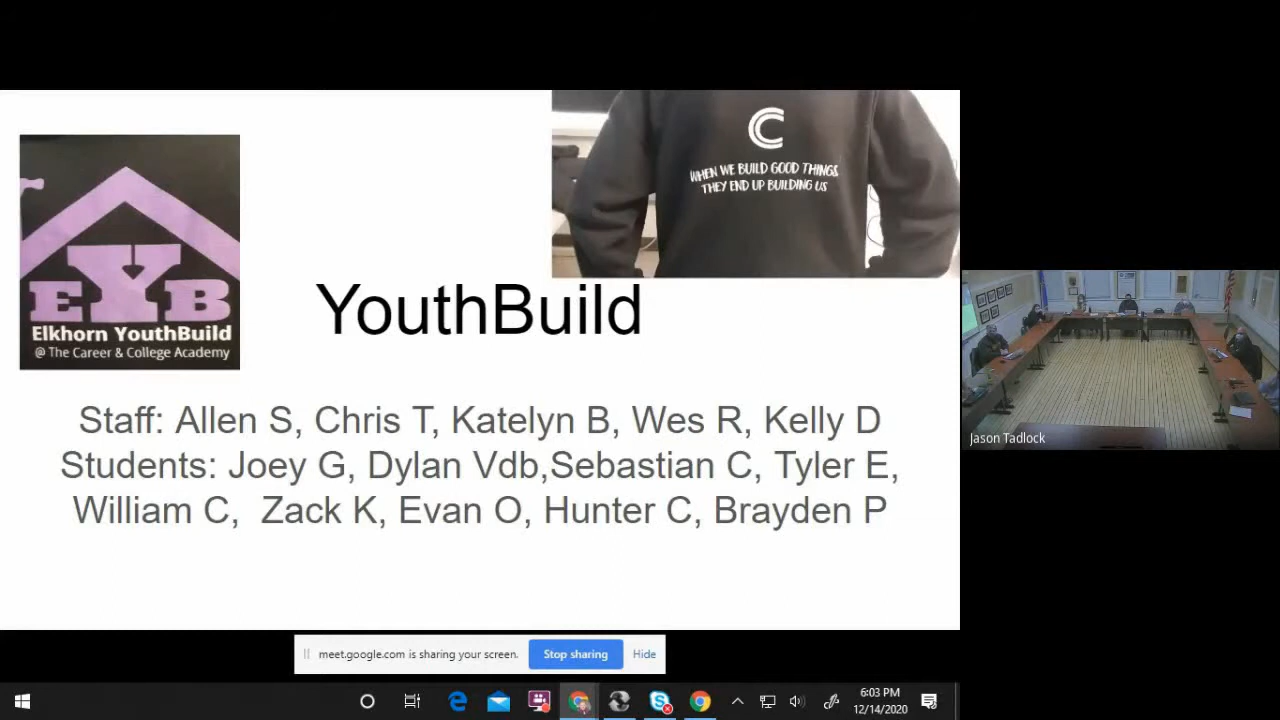 C
WHEN WE BUILD GOOD THINGS
THEY END UP BUILDING US
EYB
Elkhorn YouthBuild
@ The Career & College Academy
YouthBuild
Staff: Allen S, Chris T, Katelyn B, Wes R, Kelly D
Students: Joey G, Dylan Vdb,Sebastian C, Tyler E,
William C, Zack K, Evan O, Hunter C, Brayden P
Jason Tadlock
meet.google.com is sharing your screen.
Stop sharing
Hide
6:03 PM
12/14/2020